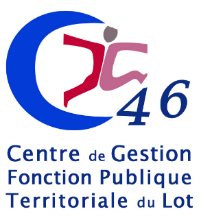 46
Centre de Gestion
Fonction Publique
Territoriale du Lot